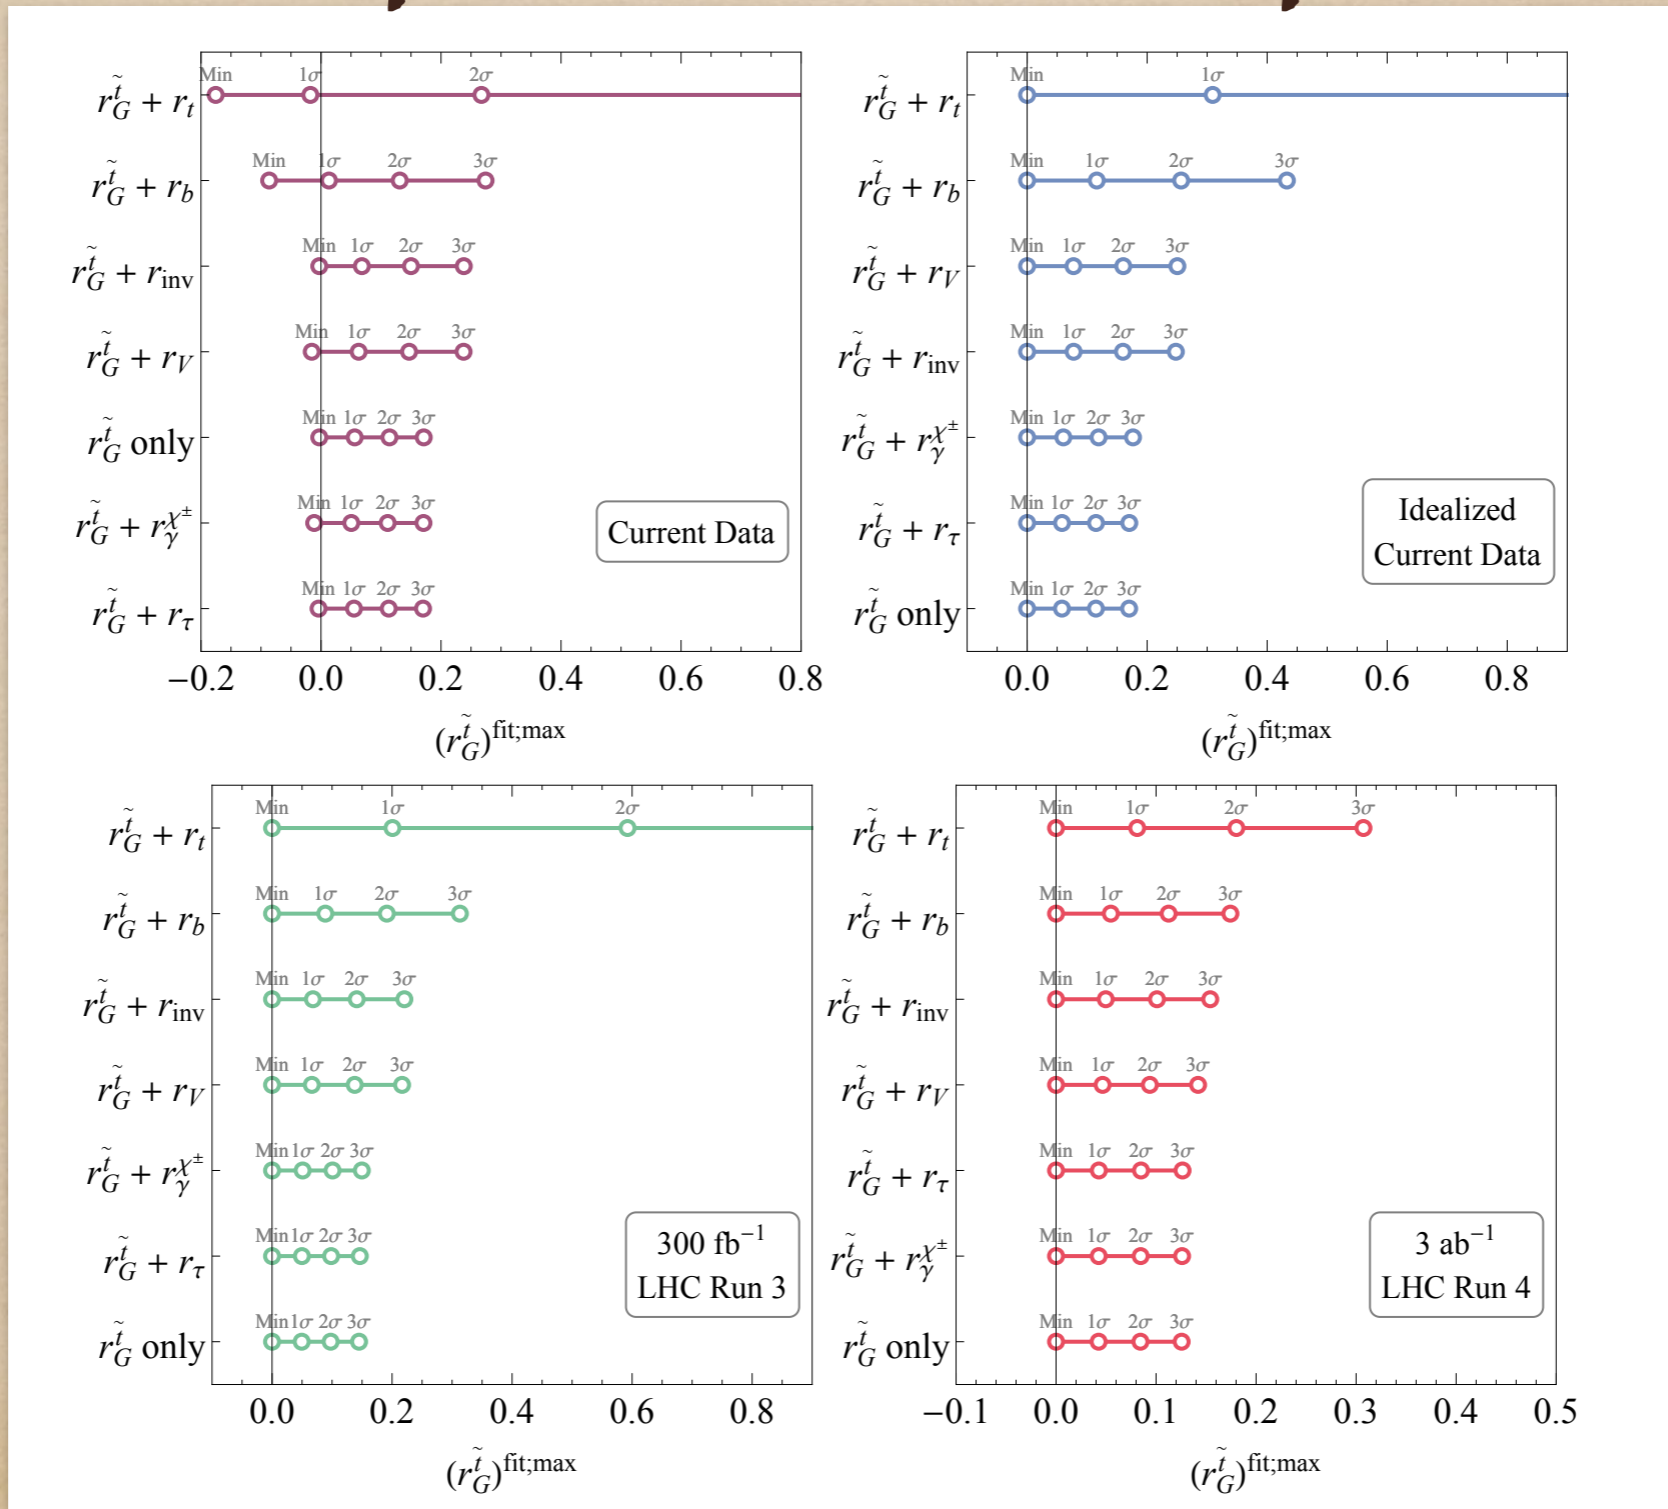 Min 1σ 2σ
r̃ᵗ_G + r_t
Min 1σ 2σ 3σ
r̃ᵗ_G + r_b
Min 1σ 2σ 3σ
r̃ᵗ_G + r_inv
Min 1σ 2σ 3σ
r̃ᵗ_G + r_V
Min 1σ 2σ 3σ
r̃ᵗ_G only
Min 1σ 2σ 3σ
r̃ᵗ_G + r_γ^χ±
Min 1σ 2σ 3σ
r̃ᵗ_G + r_τ
Current Data
−0.2 0.0 0.2 0.4 0.6 0.8
(r̃ᵗ_G)^fit;max
Min 1σ
r̃ᵗ_G + r_t
Min 1σ 2σ 3σ
r̃ᵗ_G + r_b
Min 1σ 2σ 3σ
r̃ᵗ_G + r_V
Min 1σ 2σ 3σ
r̃ᵗ_G + r_inv
Min 1σ 2σ 3σ
r̃ᵗ_G + r_γ^χ±
Min 1σ 2σ 3σ
r̃ᵗ_G + r_τ
Min 1σ 2σ 3σ
r̃ᵗ_G only
Idealized
Current Data
0.0 0.2 0.4 0.6 0.8
(r̃ᵗ_G)^fit;max
Min 1σ 2σ
r̃ᵗ_G + r_t
Min 1σ 2σ 3σ
r̃ᵗ_G + r_b
Min 1σ 2σ 3σ
r̃ᵗ_G + r_inv
Min 1σ 2σ 3σ
r̃ᵗ_G + r_V
Min 1σ 2σ 3σ
r̃ᵗ_G + r_γ^χ±
Min 1σ 2σ 3σ
r̃ᵗ_G + r_τ
Min 1σ 2σ 3σ
r̃ᵗ_G only
300 fb⁻¹
LHC Run 3
0.0 0.2 0.4 0.6 0.8
(r̃ᵗ_G)^fit;max
Min 1σ 2σ 3σ
r̃ᵗ_G + r_t
Min 1σ 2σ 3σ
r̃ᵗ_G + r_b
Min 1σ 2σ 3σ
r̃ᵗ_G + r_inv
Min 1σ 2σ 3σ
r̃ᵗ_G + r_V
Min 1σ 2σ 3σ
r̃ᵗ_G + r_τ
Min 1σ 2σ 3σ
r̃ᵗ_G + r_γ^χ±
Min 1σ 2σ 3σ
r̃ᵗ_G only
3 ab⁻¹
LHC Run 4
−0.1 0.0 0.1 0.2 0.3 0.4 0.5
(r̃ᵗ_G)^fit;max